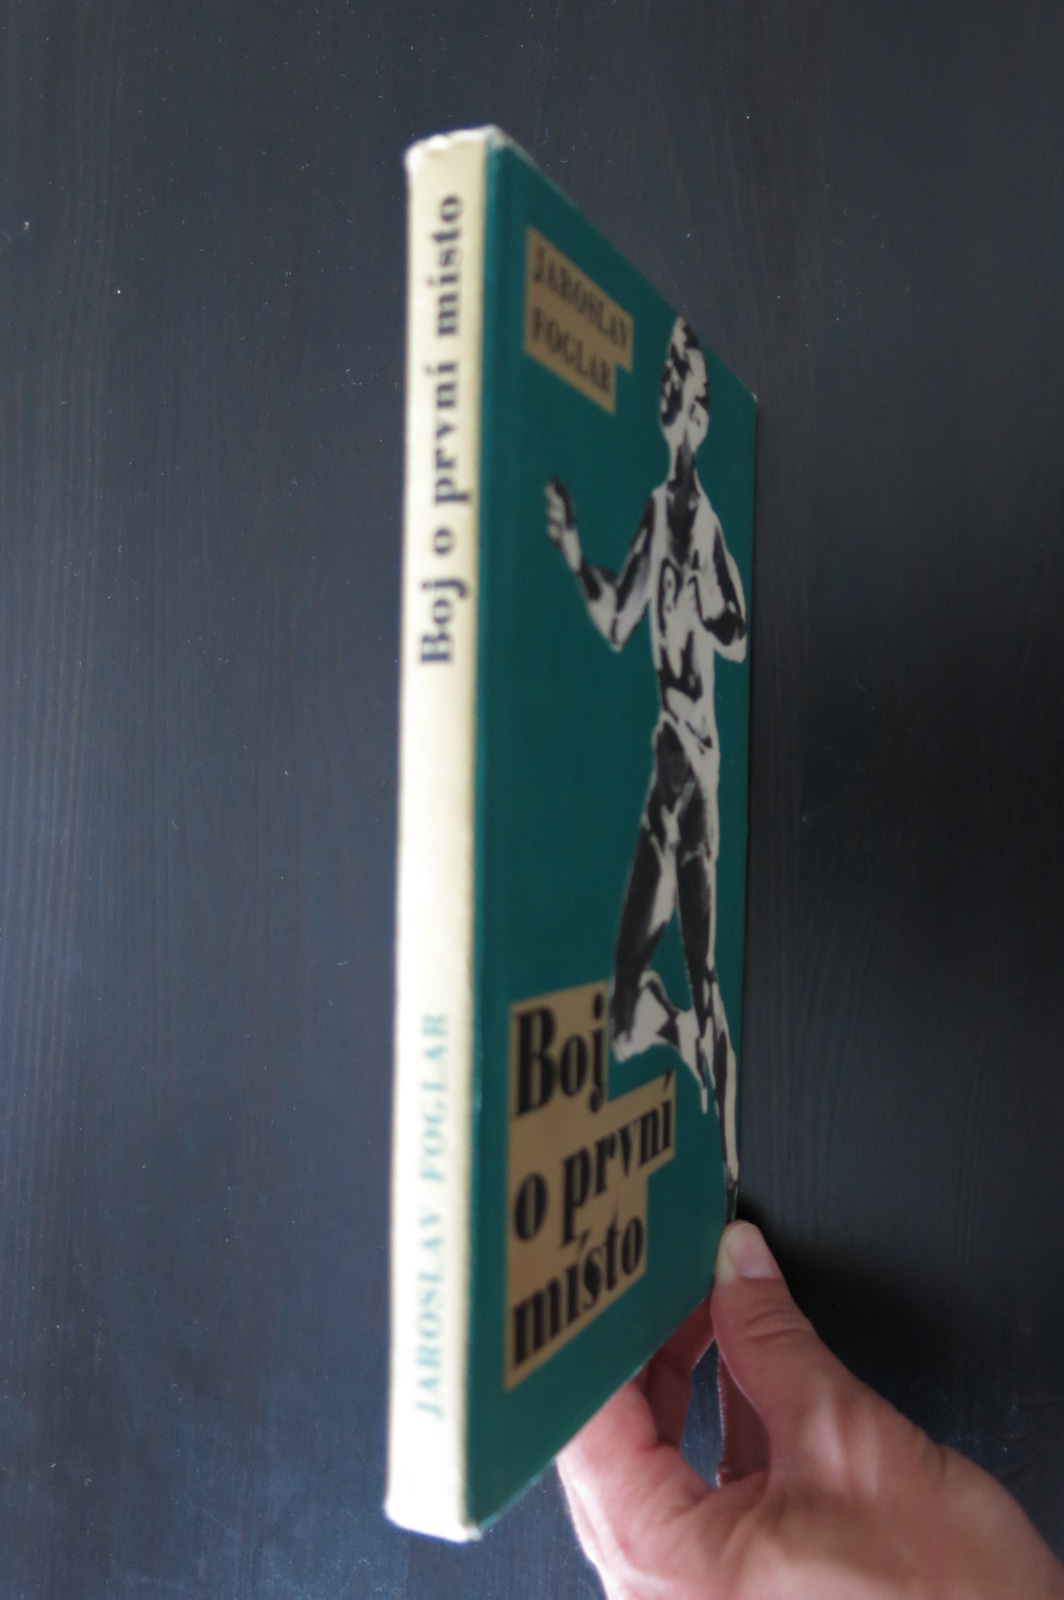 Boj o první místo
JAROSLAV FOGLAR
JAROSLAV
FOGLAR
Boj
o první
místo